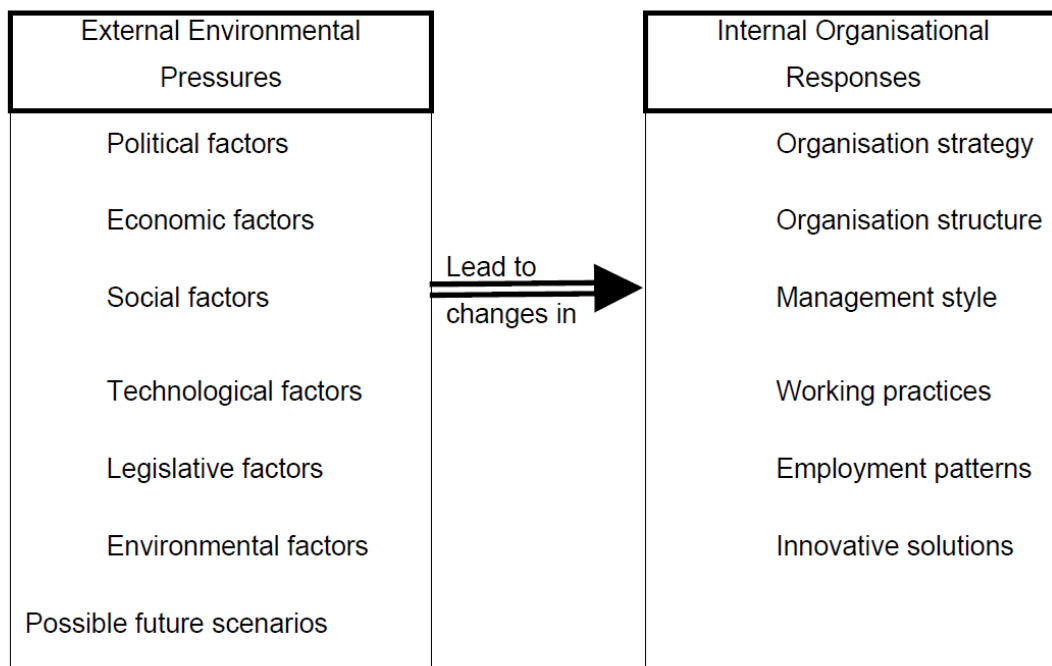 External Environmental
Pressures
Political factors
Economic factors
Social factors
Technological factors
Legislative factors
Environmental factors
Possible future scenarios
Lead to
changes in
Internal Organisational
Responses
Organisation strategy
Organisation structure
Management style
Working practices
Employment patterns
Innovative solutions